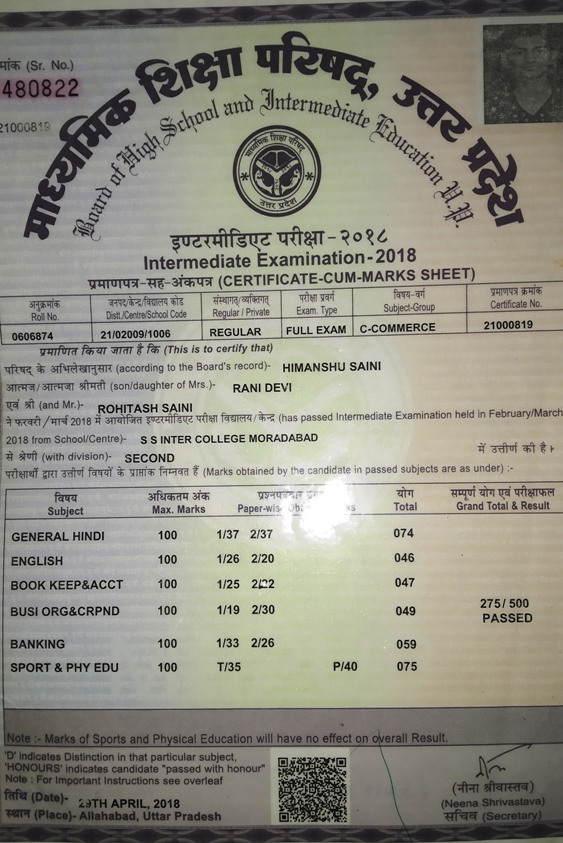 मांक (Sr. No.)
480822
21000819
माध्यमिक शिक्षा परिषद्, उत्तर प्रदेश
Board of High School and Intermediate Education U.P.
माध्यमिक शिक्षा परिषद
उत्तर प्रदेश
इण्टरमीडिएट परीक्षा-२०१८
Intermediate Examination-2018
प्रमाणपत्र-सह-अंकपत्र (CERTIFICATE-CUM-MARKS SHEET)
अनुक्रमांक जनपद/केन्द्र/विद्यालय कोड संस्थागत/व्यक्तिगत परीक्षा प्रवर्ग विषय-वर्ग प्रमाणपत्र क्रमांक
Roll No. Distt./Centre/School Code Regular / Private Exam. Type Subject-Group Certificate No.
0606874 21/02009/1006 REGULAR FULL EXAM C-COMMERCE 21000819
प्रमाणित किया जाता है कि (This is to certify that)
परिषद के अभिलेखानुसार (according to the Board's record)- HIMANSHU SAINI
आत्मज/आत्मजा श्रीमती (son/daughter of Mrs.)- RANI DEVI
एवं श्री (and Mr.)- ROHITASH SAINI
ने फरवरी/मार्च 2018 में आयोजित इण्टरमीडिएट परीक्षा विद्यालय/केन्द्र (has passed Intermediate Examination held in February/March
2018 from School/Centre)- S S INTER COLLEGE MORADABAD
से श्रेणी (with division)- SECOND में उत्तीर्ण की है।
परीक्षार्थी द्वारा उत्तीर्ण विषयों के प्राप्तांक निम्नवत हैं (Marks obtained by the candidate in passed subjects are as under) :-
विषय अधिकतम अंक योग सम्पूर्ण योग एवं परीक्षाफल
Subject Max. Marks Total Grand Total & Result
GENERAL HINDI 100 1/37 2/37 074
ENGLISH 100 1/26 2/20 046
BOOK KEEP&ACCT 100 1/25 2/22 047
BUSI ORG&CRPND 100 1/19 2/30 049 275/ 500
PASSED
BANKING 100 1/33 2/26 059
SPORT & PHY EDU 100 T/35 P/40 075
Note :- Marks of Sports and Physical Education will have no effect on overall Result.
'D' indicates Distinction in that particular subject,
'HONOURS' indicates candidate "passed with honour"
Note : For Important Instructions see overleaf
तिथि (Date)- 29TH APRIL, 2018
स्थान (Place)- Allahabad, Uttar Pradesh
(नीना श्रीवास्तव)
(Neena Shrivastava)
सचिव (Secretary)